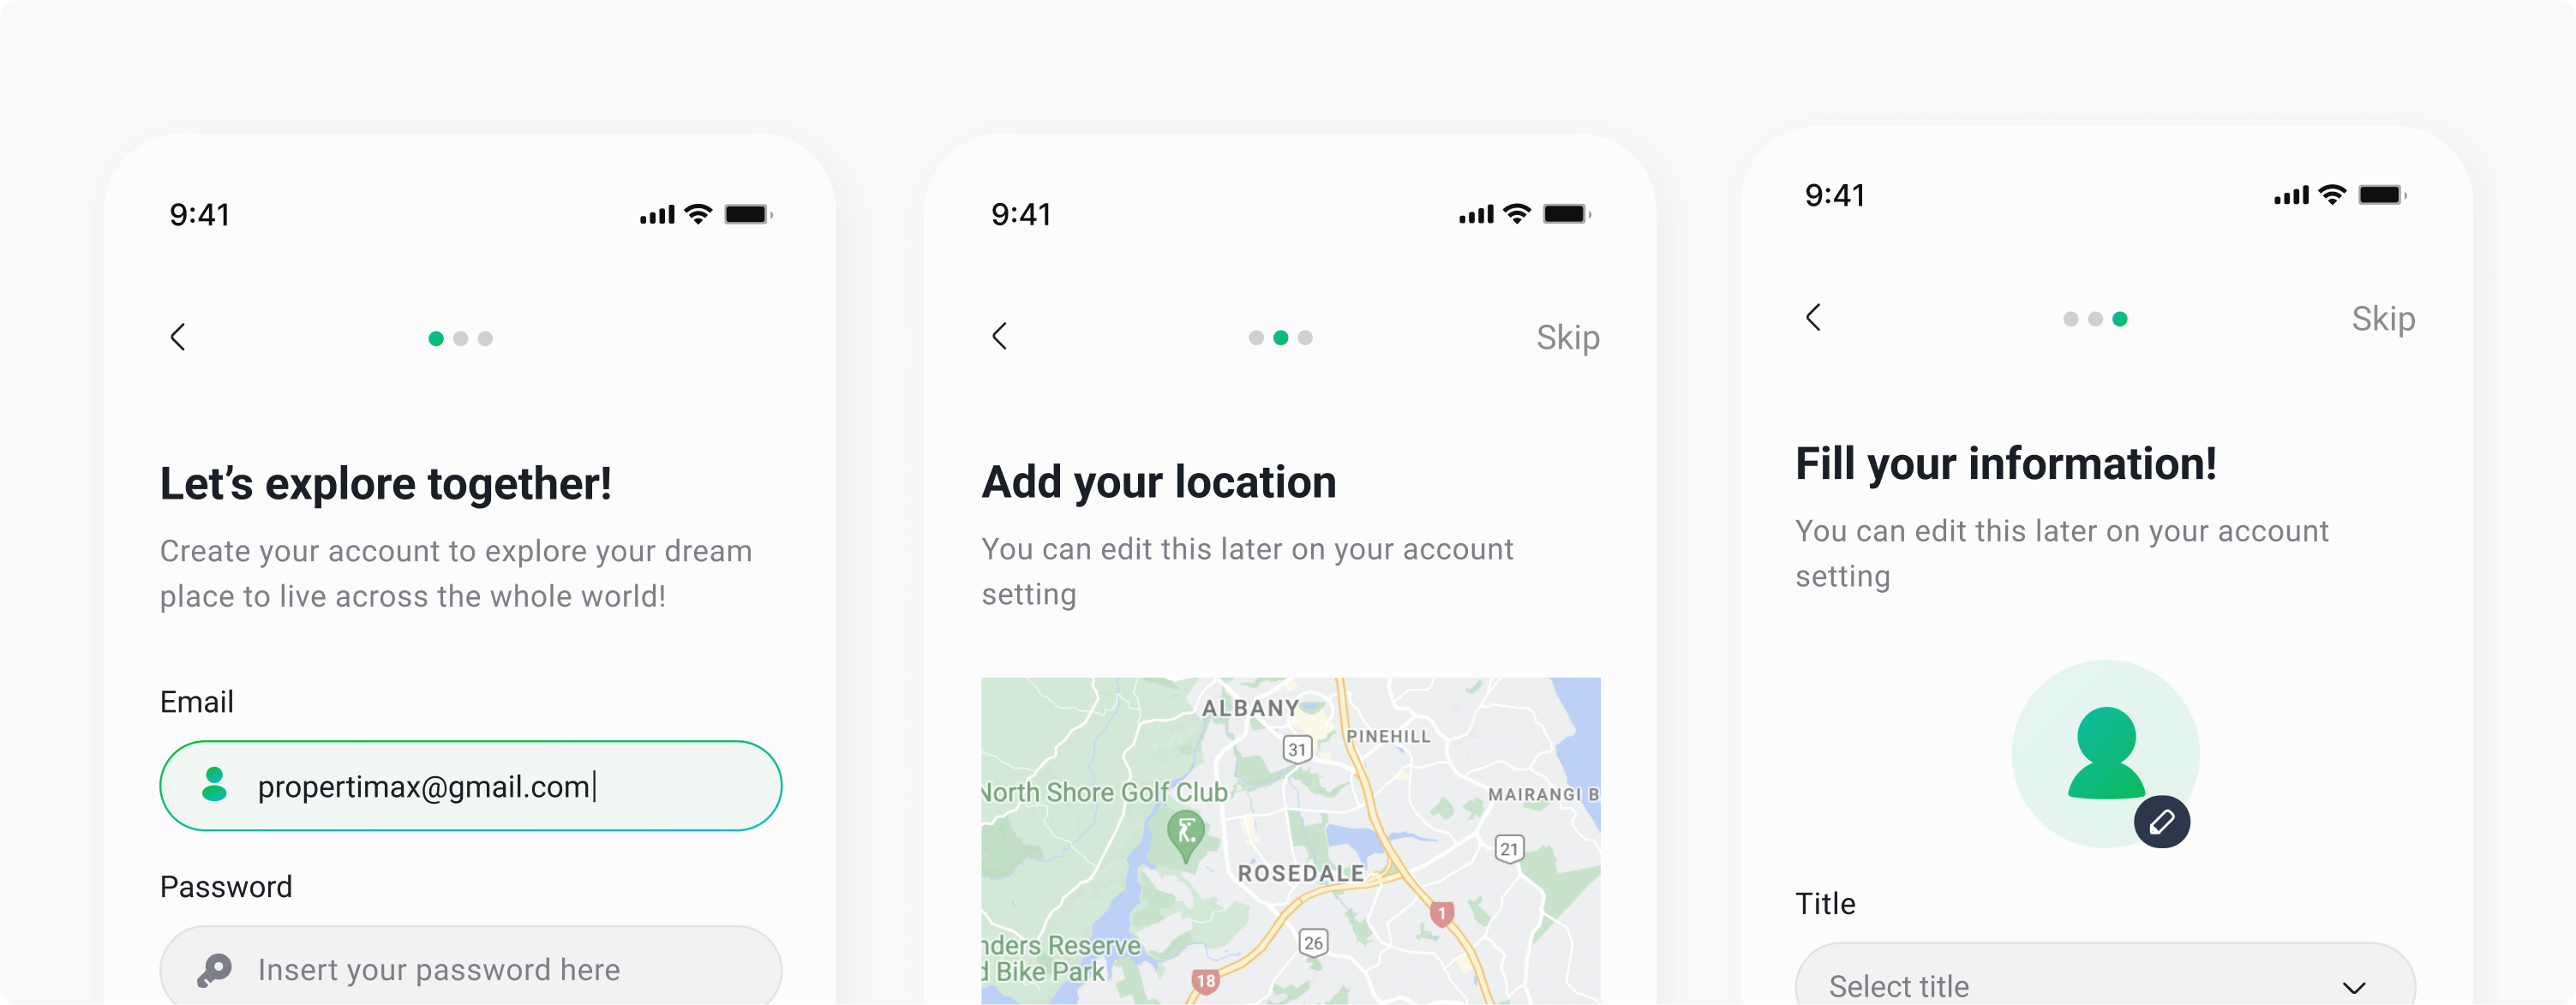 9:41
Let's explore together!
Create your account to explore your dream
place to live across the whole world!
Email
propertimax@gmail.com
Password
Insert your password here
9:41
Skip
Add your location
You can edit this later on your account
setting
ALBANY
31
PINEHILL
North Shore Golf Club
MAIRANGI B
21
ROSEDALE
1
26
nders Reserve
d Bike Park
18
9:41
Skip
Fill your information!
You can edit this later on your account
setting
Title
Select title